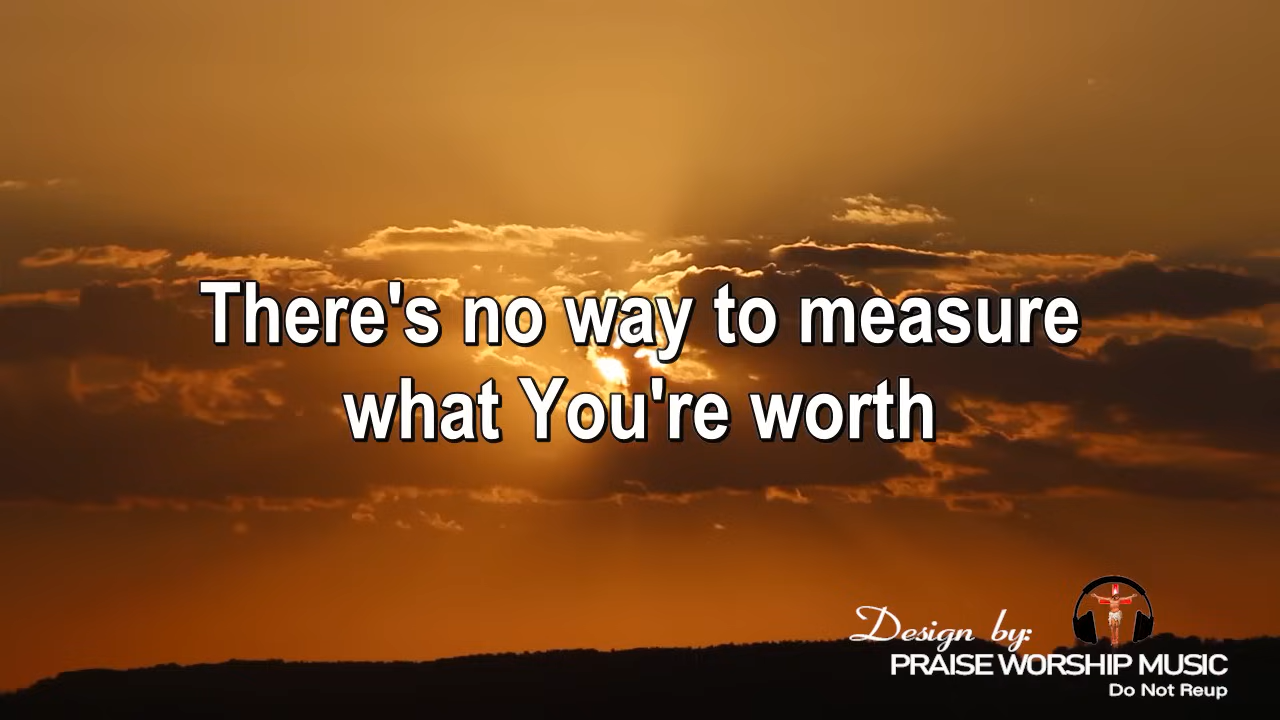 There's no way to measure
what You're worth
Design by:
PRAISE WORSHIP MUSIC
Do Not Reup